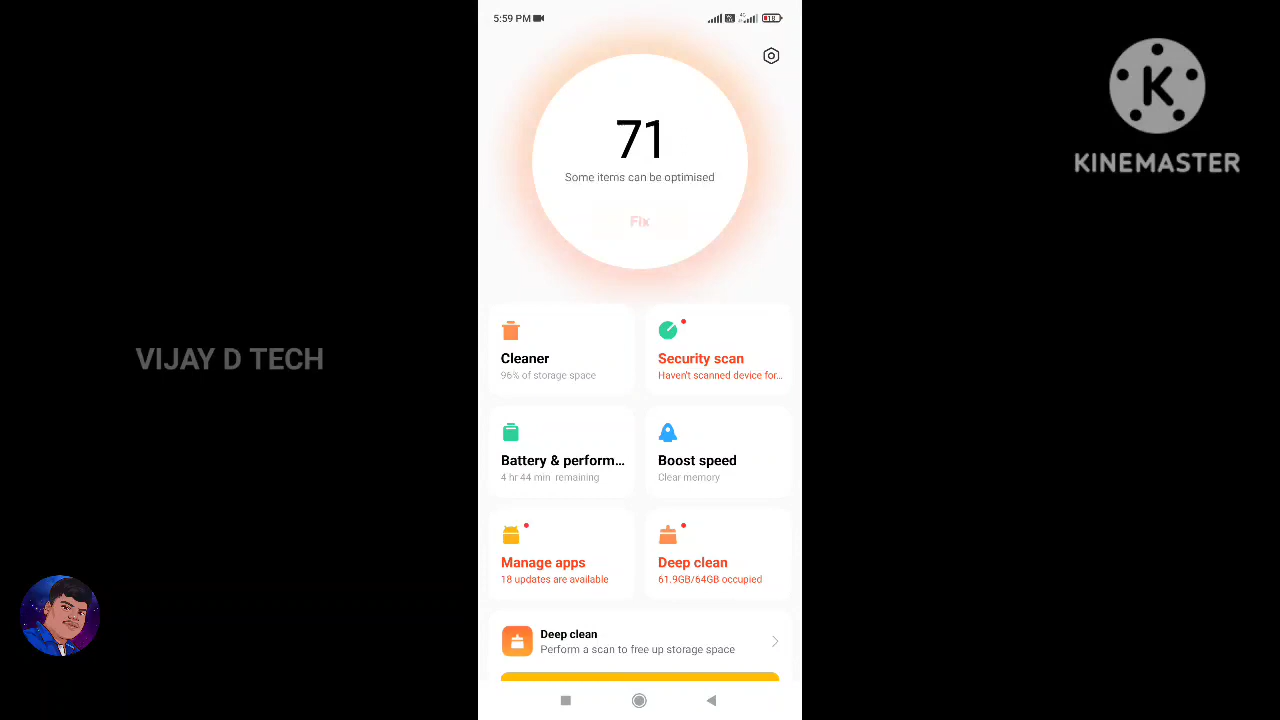 5:59 PM
18
71
Some items can be optimised
Fix
KINEMASTER
VIJAY D TECH
Cleaner
96% of storage space
Security scan
Haven't scanned device for...
Battery & perform...
4 hr 44 min remaining
Boost speed
Clear memory
Manage apps
18 updates are available
Deep clean
61.9GB/64GB occupied
Deep clean
Perform a scan to free up storage space